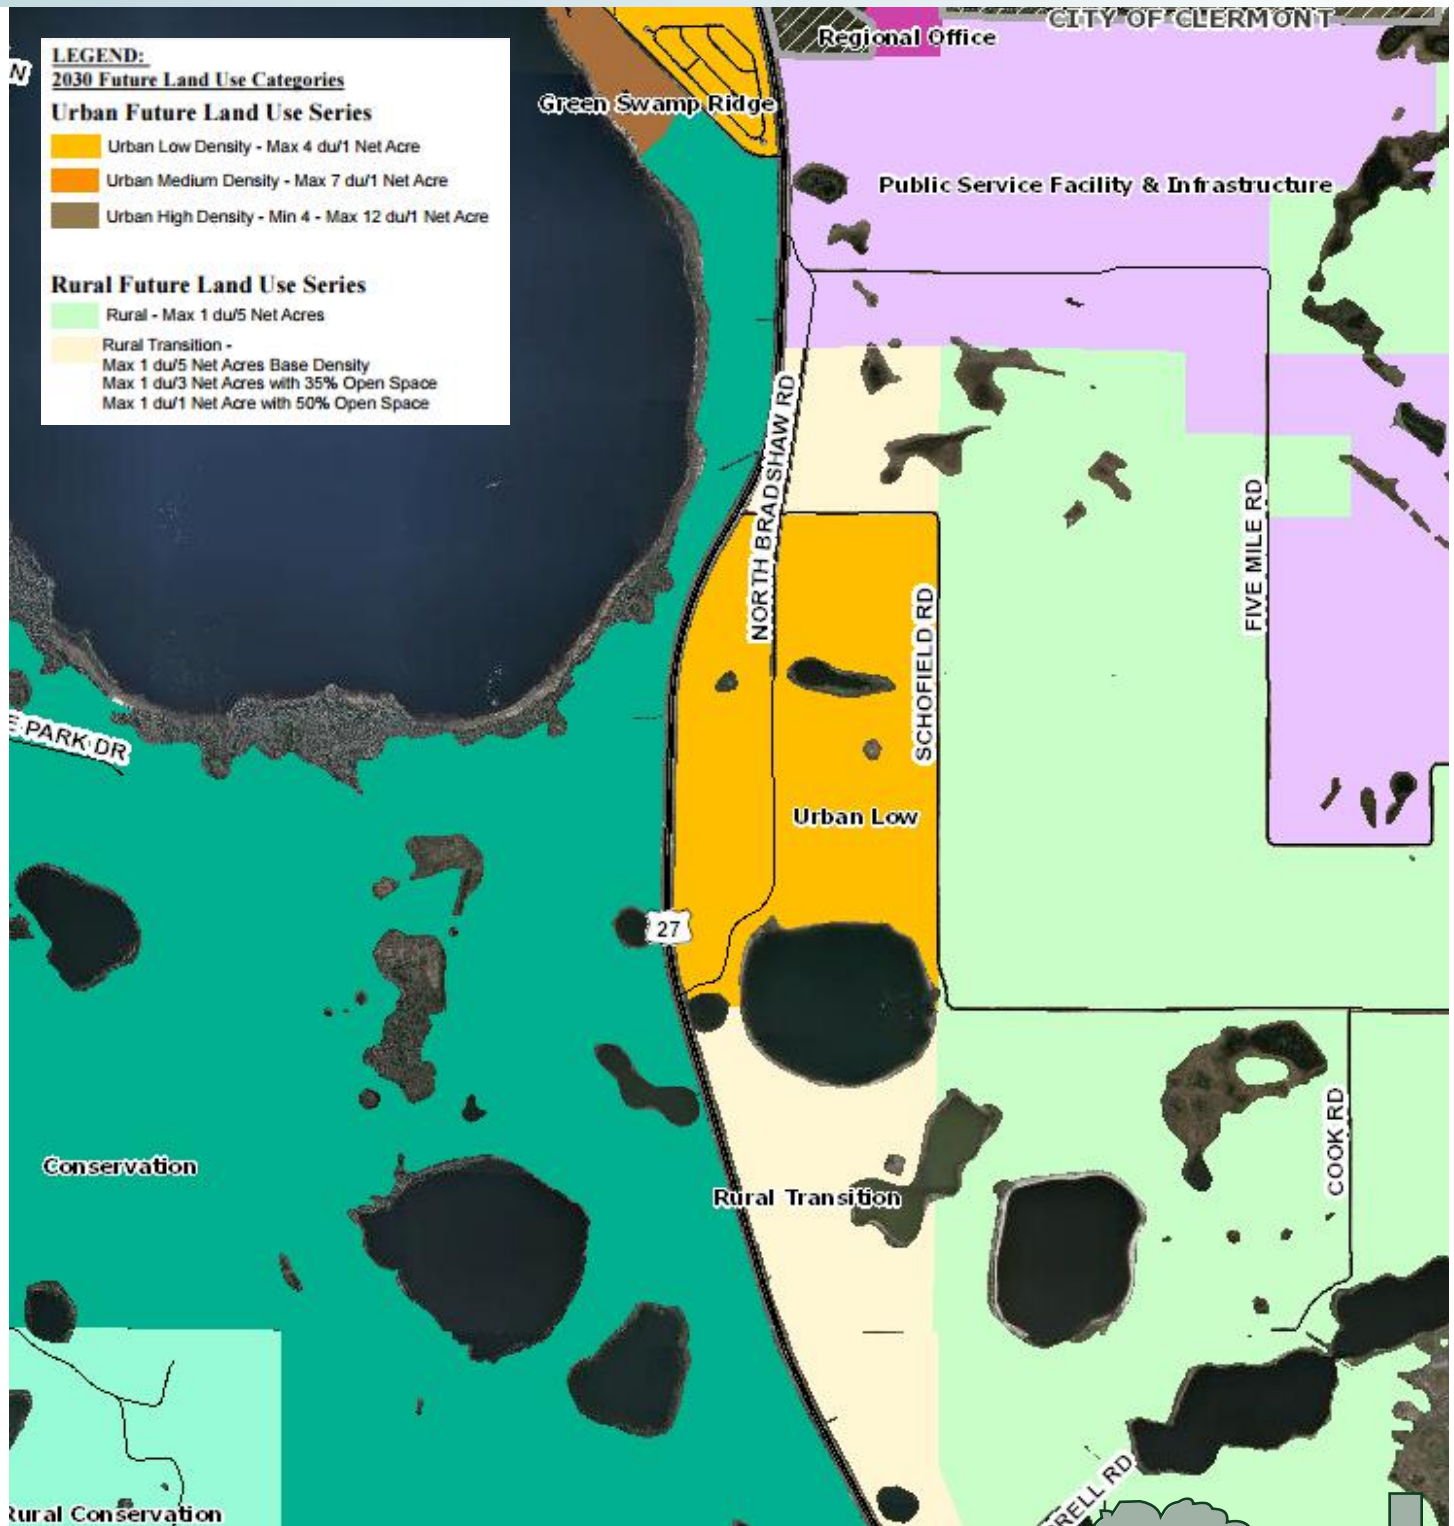 CITY OF CLERMONT
Regional Office
N
LEGEND:
2030 Future Land Use Categories
Urban Future Land Use Series
Urban Low Density - Max 4 du/1 Net Acre
Urban Medium Density - Max 7 du/1 Net Acre
Urban High Density - Min 4 - Max 12 du/1 Net Acre
Rural Future Land Use Series
Rural - Max 1 du/5 Net Acres
Rural Transition -
Max 1 du/5 Net Acres Base Density
Max 1 du/3 Net Acres with 35% Open Space
Max 1 du/1 Net Acre with 50% Open Space
Green Swamp Ridge
Public Service Facility & Infrastructure
NORTH BRADSHAW RD
FIVE MILE RD
SCHOFIELD RD
E PARK DR
Urban Low
27
COOK RD
Conservation
Rural Transition
RELL RD
Rural Conservation